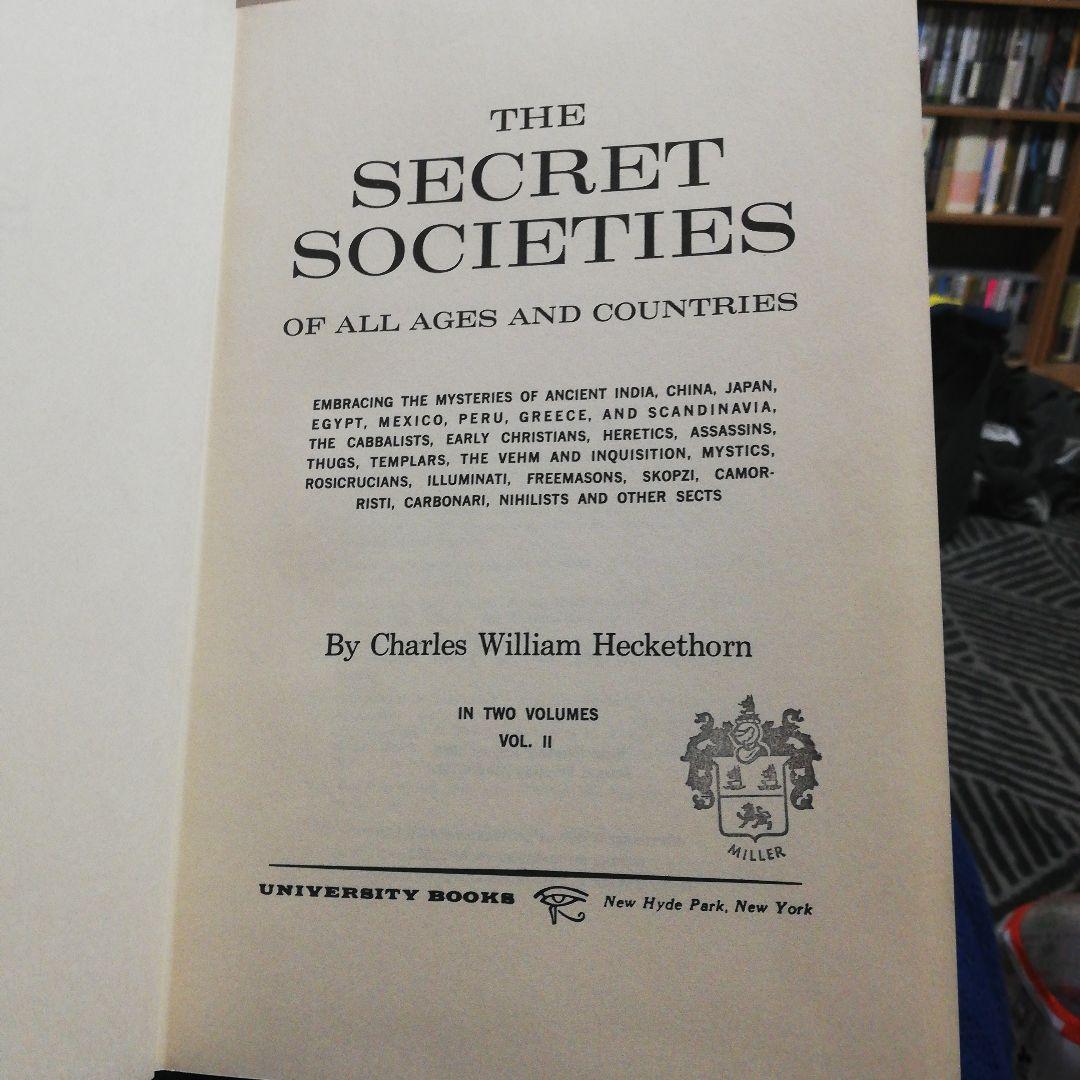 THE
SECRET
SOCIETIES
OF ALL AGES AND COUNTRIES
EMBRACING THE MYSTERIES OF ANCIENT INDIA, CHINA, JAPAN,
EGYPT, MEXICO, PERU, GREECE, AND SCANDINAVIA,
THE CABBALISTS, EARLY CHRISTIANS, HERETICS, ASSASSINS,
THUGS, TEMPLARS, THE VEHM AND INQUISITION, MYSTICS,
ROSICRUCIANS, ILLUMINATI, FREEMASONS, SKOPZI, CAMOR-
RISTI, CARBONARI, NIHILISTS AND OTHER SECTS
By Charles William Heckethorn
IN TWO VOLUMES
VOL. II
MILLER
UNIVERSITY BOOKS New Hyde Park, New York